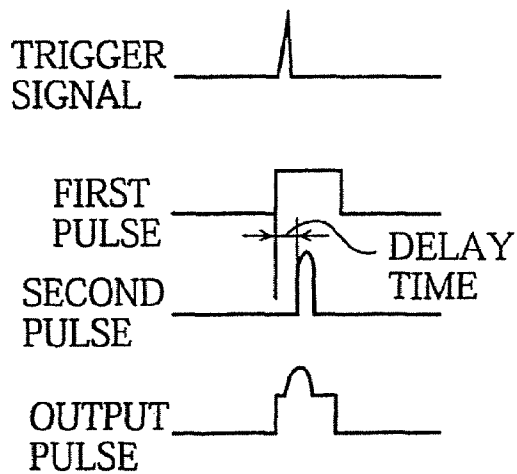 TRIGGER
SIGNAL
FIRST
PULSE
DELAY
TIME
SECOND
PULSE
OUTPUT
PULSE